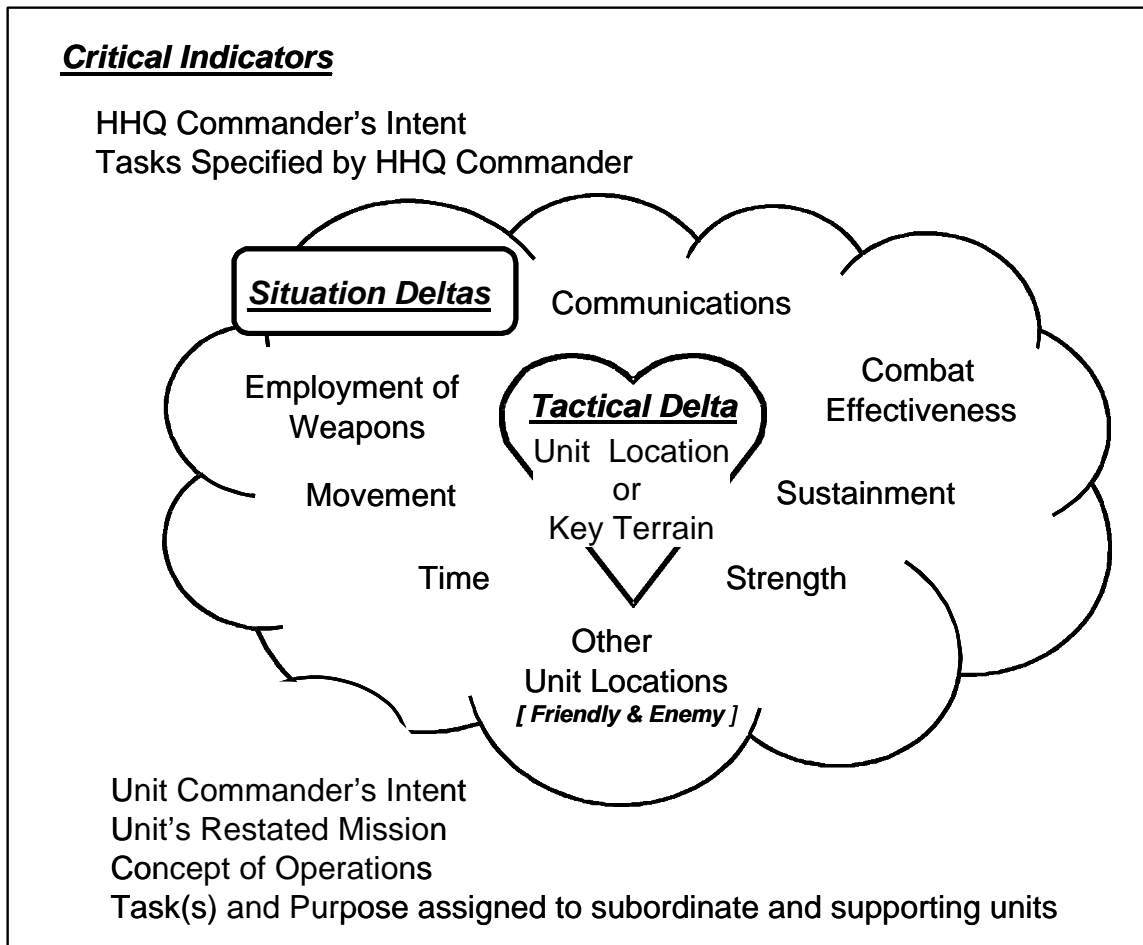 Critical Indicators
HHQ Commander's Intent
Tasks Specified by HHQ Commander
Situation Deltas
Communications
Employment of
Weapons
Combat
Effectiveness
Tactical Delta
Unit Location
or
Key Terrain
Movement
Sustainment
Time
Strength
Other
Unit Locations
[ Friendly & Enemy ]
Unit Commander's Intent
Unit's Restated Mission
Concept of Operations
Task(s) and Purpose assigned to subordinate and supporting units